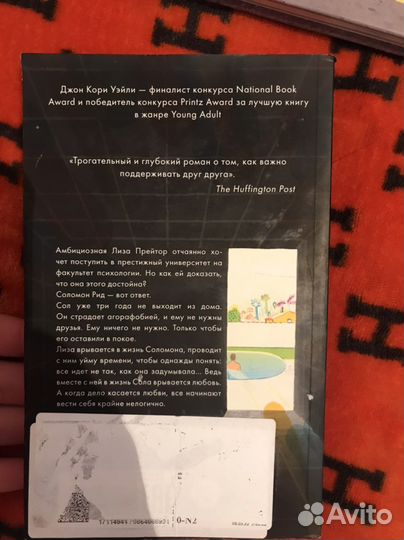 Джон Кори Уэйли — финалист конкурса National Book
Award и победитель конкурса Printz Award за лучшую книгу
в жанре Young Adult
«Трогательный и глубокий роман о том, как важно
поддерживать друг друга».
The Huffington Post
Амбициозная Лиза Прейтор отчаянно хо-
чет поступить в престижный университет на
факультет психологии. Но как ей доказать,
что она этого достойна?
Соломон Рид — вот ответ.
Сол уже три года не выходит из дома.
Он страдает агорафобией, и ему не нужны
друзья. Ему ничего не нужно. Только чтобы
его оставили в покое.
Лиза врывается в жизнь Соломона, проводит
с ним уйму времени, чтобы однажды понять:
все идет не так, как она задумывала... Ведь
вместе с ней в жизнь Сола врывается любовь.
А когда дело касается любви, все начинают
вести себя крайне нелогично.
Avito